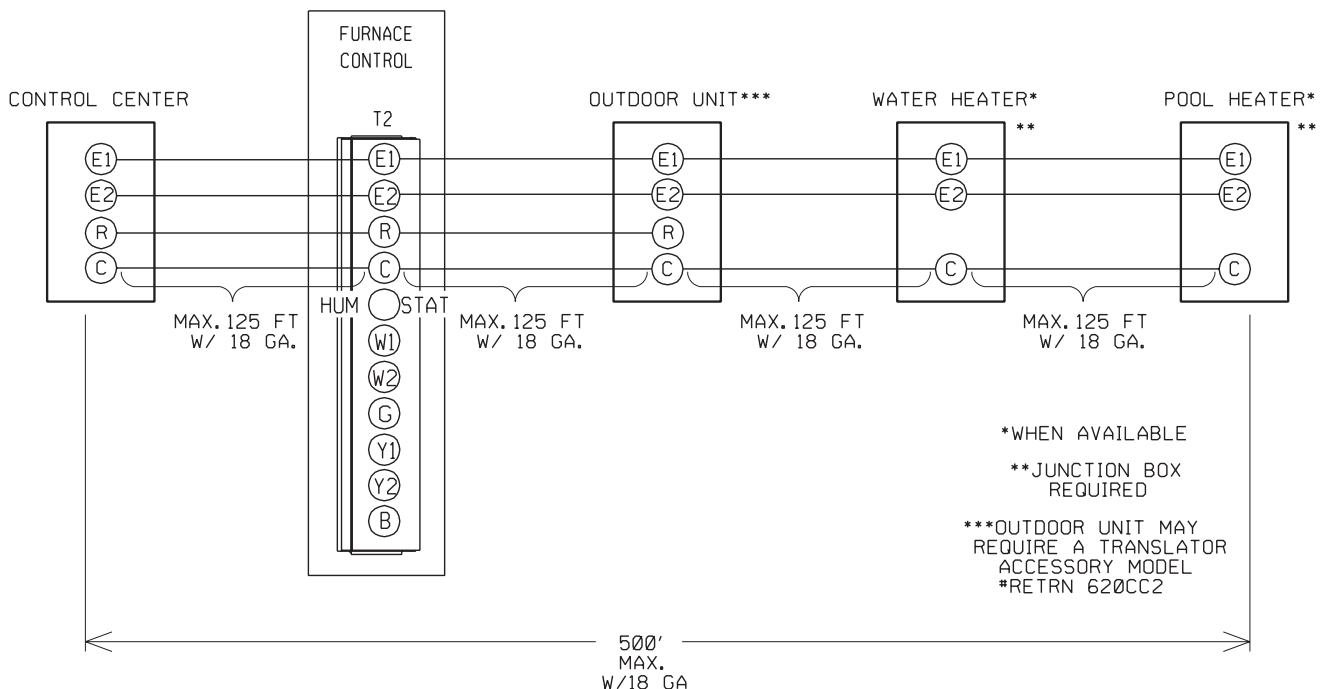 FURNACE
CONTROL
CONTROL CENTER
OUTDOOR UNIT***
WATER HEATER*
**
POOL HEATER*
**
T2
E1 E1 E1 E1 E1
E2 E2 E2 E2 E2
R R R
C C C C C
HUM STAT
MAX.125 FT
W/ 18 GA.
MAX.125 FT
W/ 18 GA.
MAX.125 FT
W/ 18 GA.
MAX.125 FT
W/ 18 GA.
W1
W2
G
Y1
Y2
B
*WHEN AVAILABLE
**JUNCTION BOX
REQUIRED
***OUTDOOR UNIT MAY
REQUIRE A TRANSLATOR
ACCESSORY MODEL
#RETRN 620CC2
500'
MAX.
W/18 GA